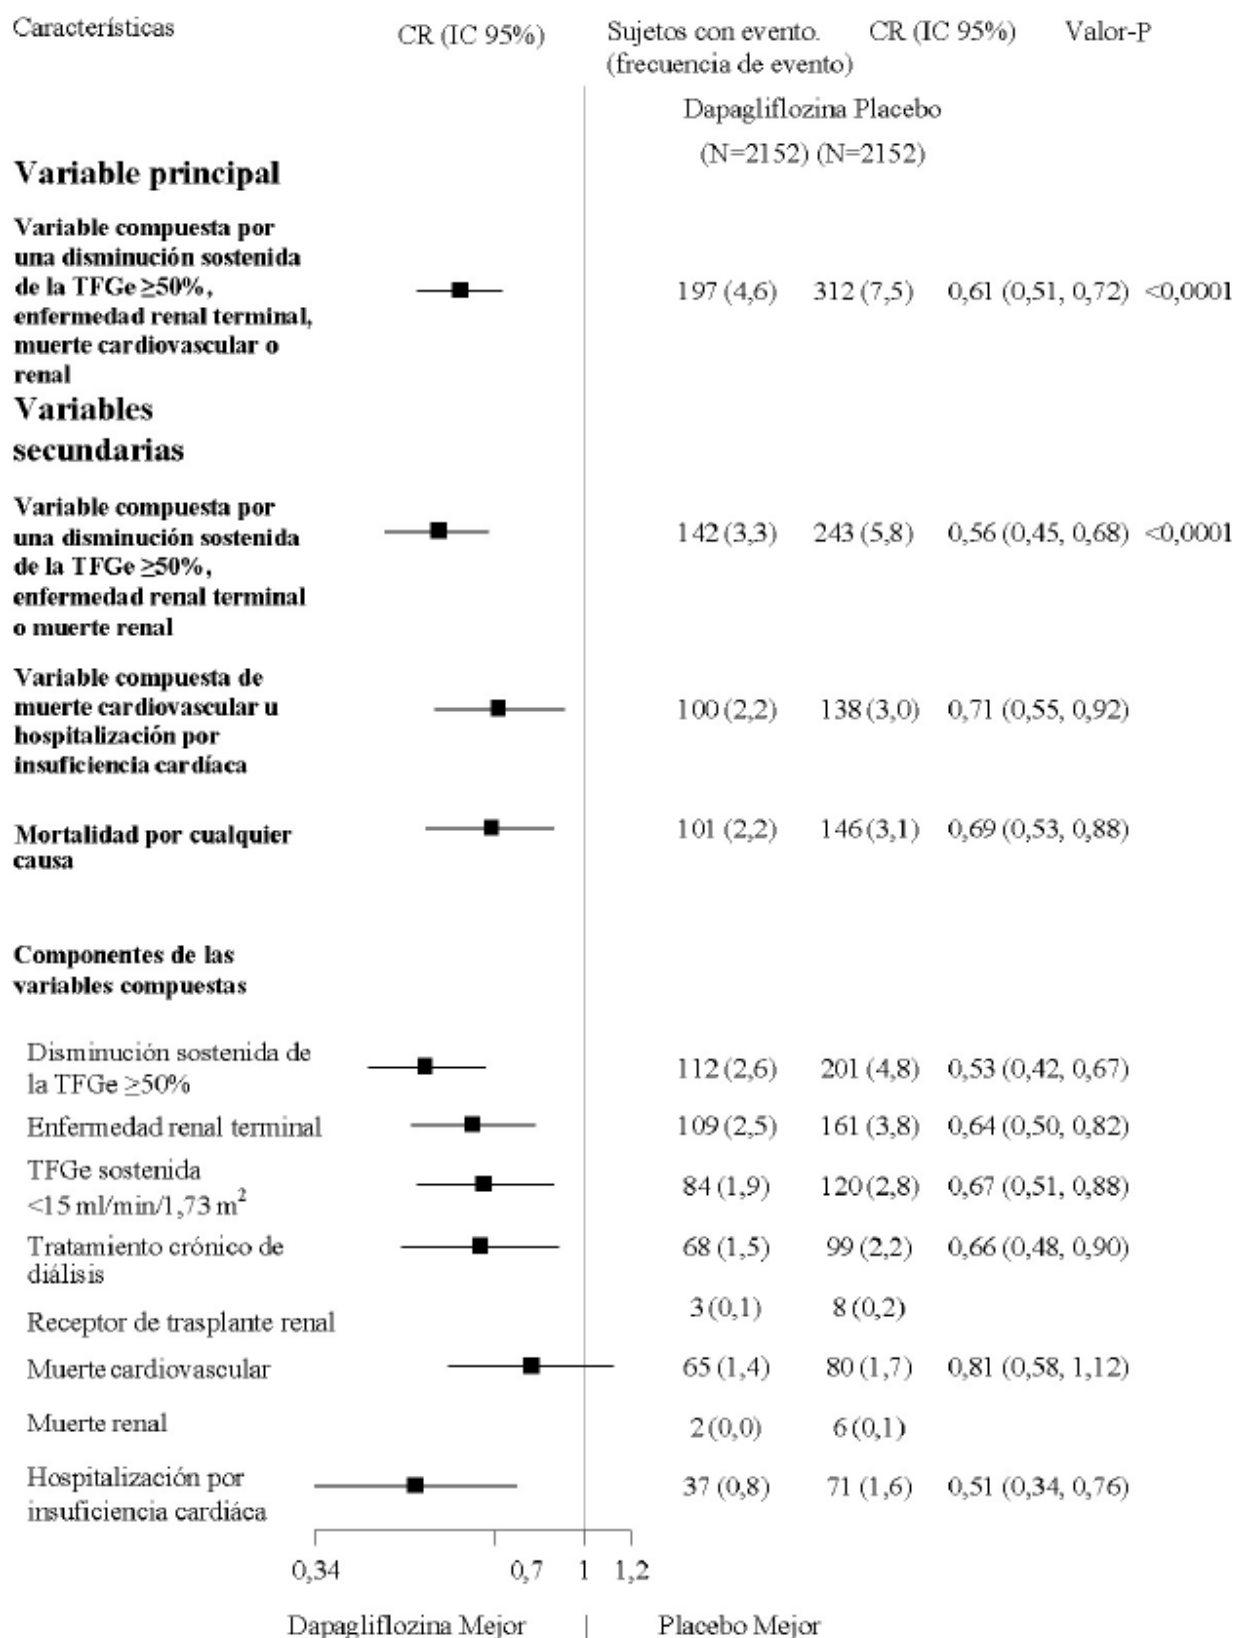 Características CR (IC 95%) Sujetos con evento. CR (IC 95%) Valor-P
(frecuencia de evento)
Dapagliflozina Placebo
(N=2152) (N=2152)
Variable principal
Variable compuesta por
una disminución sostenida
de la TFGe ≥50%,
enfermedad renal terminal,
muerte cardiovascular o
renal
197 (4,6) 312 (7,5) 0,61 (0,51, 0,72) <0,0001
Variables
secundarias
Variable compuesta por
una disminución sostenida
de la TFGe ≥50%,
enfermedad renal terminal
o muerte renal
142 (3,3) 243 (5,8) 0,56 (0,45, 0,68) <0,0001
Variable compuesta de
muerte cardiovascular u
hospitalización por
insuficiencia cardíaca
100 (2,2) 138 (3,0) 0,71 (0,55, 0,92)
Mortalidad por cualquier
causa
101 (2,2) 146 (3,1) 0,69 (0,53, 0,88)
Componentes de las
variables compuestas
Disminución sostenida de
la TFGe ≥50%
112 (2,6) 201 (4,8) 0,53 (0,42, 0,67)
Enfermedad renal terminal 109 (2,5) 161 (3,8) 0,64 (0,50, 0,82)
TFGe sostenida
<15 ml/min/1,73 m²
84 (1,9) 120 (2,8) 0,67 (0,51, 0,88)
Tratamiento crónico de
diálisis
68 (1,5) 99 (2,2) 0,66 (0,48, 0,90)
Receptor de trasplante renal 3 (0,1) 8 (0,2)
Muerte cardiovascular 65 (1,4) 80 (1,7) 0,81 (0,58, 1,12)
Muerte renal 2 (0,0) 6 (0,1)
Hospitalización por
insuficiencia cardiáca
37 (0,8) 71 (1,6) 0,51 (0,34, 0,76)
0,34 0,7 1 1,2
Dapagliflozina Mejor | Placebo Mejor